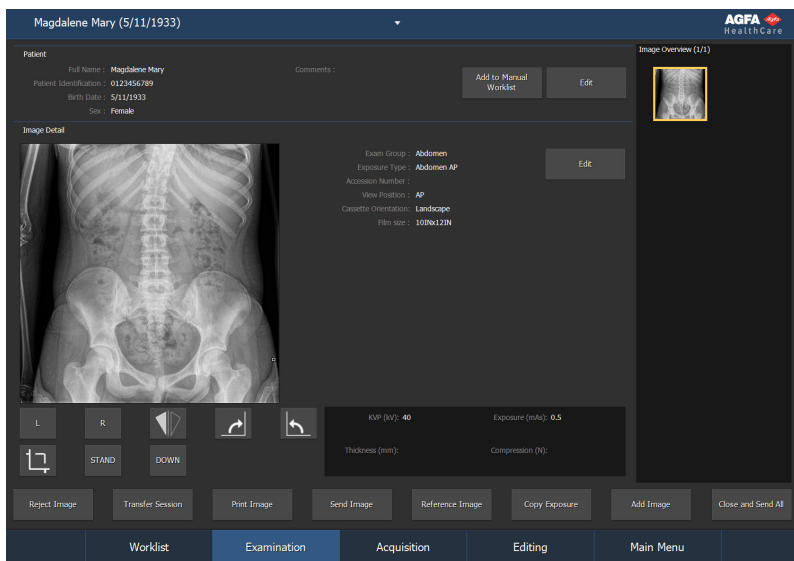 Magdalene Mary (5/11/1933)
AGFA
HealthCare
Patient
Full Name : Magdalene Mary
Comments :
Patient Identification : 0123456789
Birth Date : 5/11/1933
Sex : Female
Add to Manual
Worklist
Edit
Image Overview (1/1)
Image Detail
Exam Group : Abdomen
Exposure Type : Abdomen AP
Accession Number :
View Position : AP
Cassette Orientation: Landscape
Film size : 10INx12IN
Edit
L
R
STAND
DOWN
KVP (kV): 40
Exposure (mAs): 0.5
Thickness (mm):
Compression (N):
Reject Image
Transfer Session
Print Image
Send Image
Reference Image
Copy Exposure
Add Image
Close and Send All
Worklist
Examination
Acquisition
Editing
Main Menu